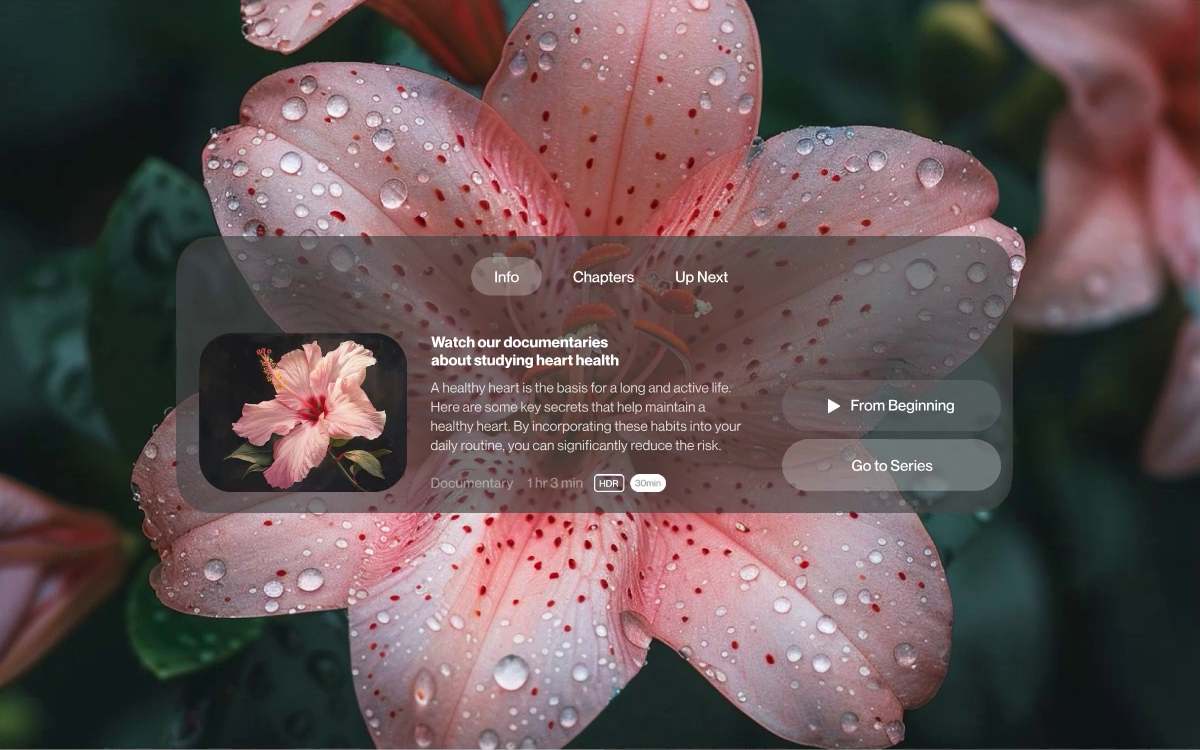 Info
Chapters
Up Next
Watch our documentaries
about studying heart health
A healthy heart is the basis for a long and active life.
Here are some key secrets that help maintain a
healthy heart. By incorporating these habits into your
daily routine, you can significantly reduce the risk.
Documentary 1 hr 3 min HDR 30min
From Beginning
Go to Series